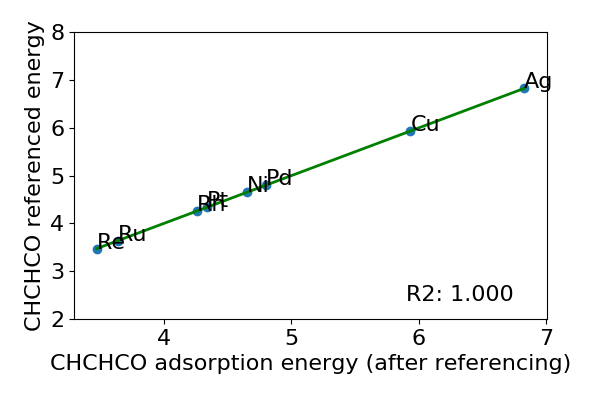 CHCHCO referenced energy
8
7
6
5
4
3
2
Ag
Cu
Pd
Ni
Pt
Rh
Ru
Re
R2: 1.000
4 5 6 7
CHCHCO adsorption energy (after referencing)